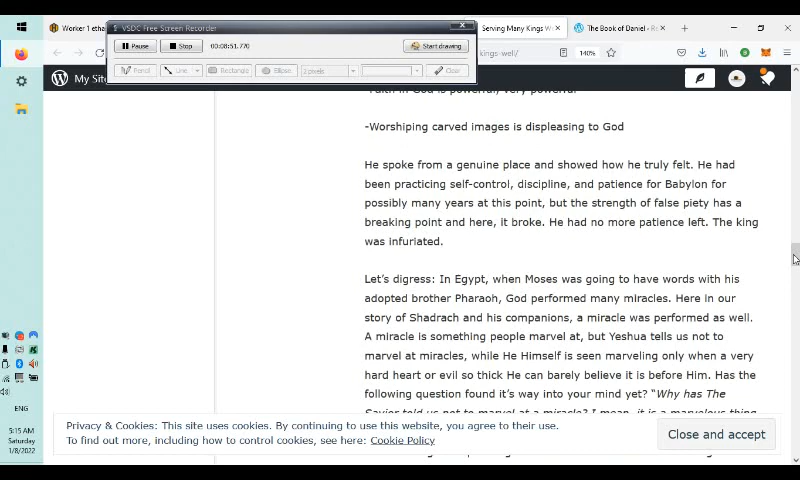 Worker 1 etha
VSDC Free Screen Recorder
Serving Many Kings W
The Book of Daniel - R
Pause
Stop
00:08:51.770
Start drawing
kings-well/
140%
Pencil
Line
Rectangle
Ellipse
2 pixels
Clear
My Sit
-Faith in God is powerful, very powerful
-Worshiping carved images is displeasing to God
He spoke from a genuine place and showed how he truly felt. He had
been practicing self-control, discipline, and patience for Babylon for
possibly many years at this point, but the strength of false piety has a
breaking point and here, it broke. He had no more patience left. The king
was infuriated.
Let's digress: In Egypt, when Moses was going to have words with his
adopted brother Pharaoh, God performed many miracles. Here in our
story of Shadrach and his companions, a miracle was performed as well.
A miracle is something people marvel at, but Yeshua tells us not to
marvel at miracles, while He Himself is seen marveling only when a very
hard heart or evil so thick He can barely believe it is before Him. Has the
following question found it's way into your mind yet? "Why has The
Savior told us not to marvel at a miracle? I mean, it is a marvelous thing
Privacy & Cookies: This site uses cookies. By continuing to use this website, you agree to their use.
To find out more, including how to control cookies, see here: Cookie Policy
Close and accept
ENG
5:15 AM
Saturday
1/8/2022